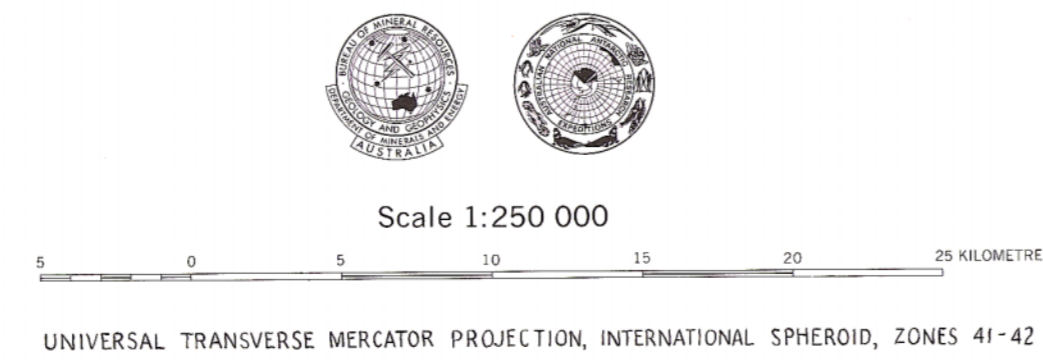 BUREAU OF MINERAL RESOURCES
GEOLOGY AND GEOPHYSICS
DEPARTMENT OF MINERALS AND ENERGY
AUSTRALIA
AUSTRALIAN NATIONAL ANTARCTIC RESEARCH EXPEDITIONS
Scale 1:250 000
5 0 5 10 15 20 25 KILOMETRE
UNIVERSAL TRANSVERSE MERCATOR PROJECTION, INTERNATIONAL SPHEROID, ZONES 41-42